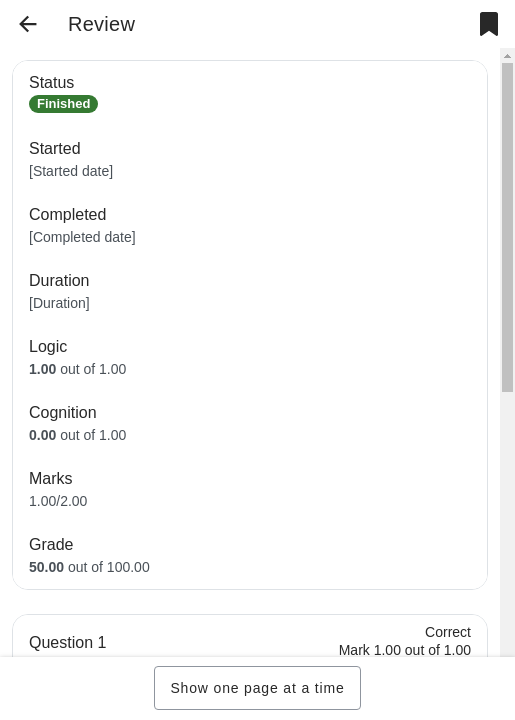 Review
Status
Finished
Started
[Started date]
Completed
[Completed date]
Duration
[Duration]
Logic
1.00 out of 1.00
Cognition
0.00 out of 1.00
Marks
1.00/2.00
Grade
50.00 out of 100.00
Question 1
Correct
Mark 1.00 out of 1.00
Show one page at a time